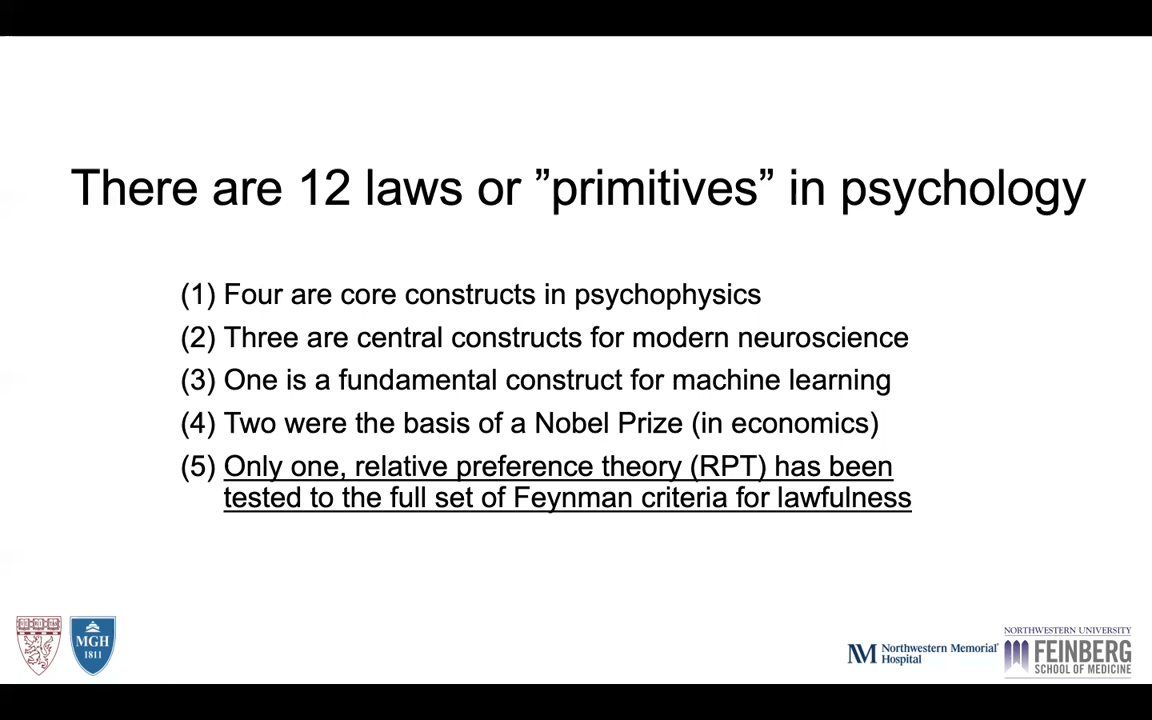 There are 12 laws or ”primitives” in psychology
(1) Four are core constructs in psychophysics
(2) Three are central constructs for modern neuroscience
(3) One is a fundamental construct for machine learning
(4) Two were the basis of a Nobel Prize (in economics)
(5) Only one, relative preference theory (RPT) has been
tested to the full set of Feynman criteria for lawfulness
MGH
1811
NM Northwestern Memorial
Hospital
NORTHWESTERN UNIVERSITY
FEINBERG
SCHOOL OF MEDICINE